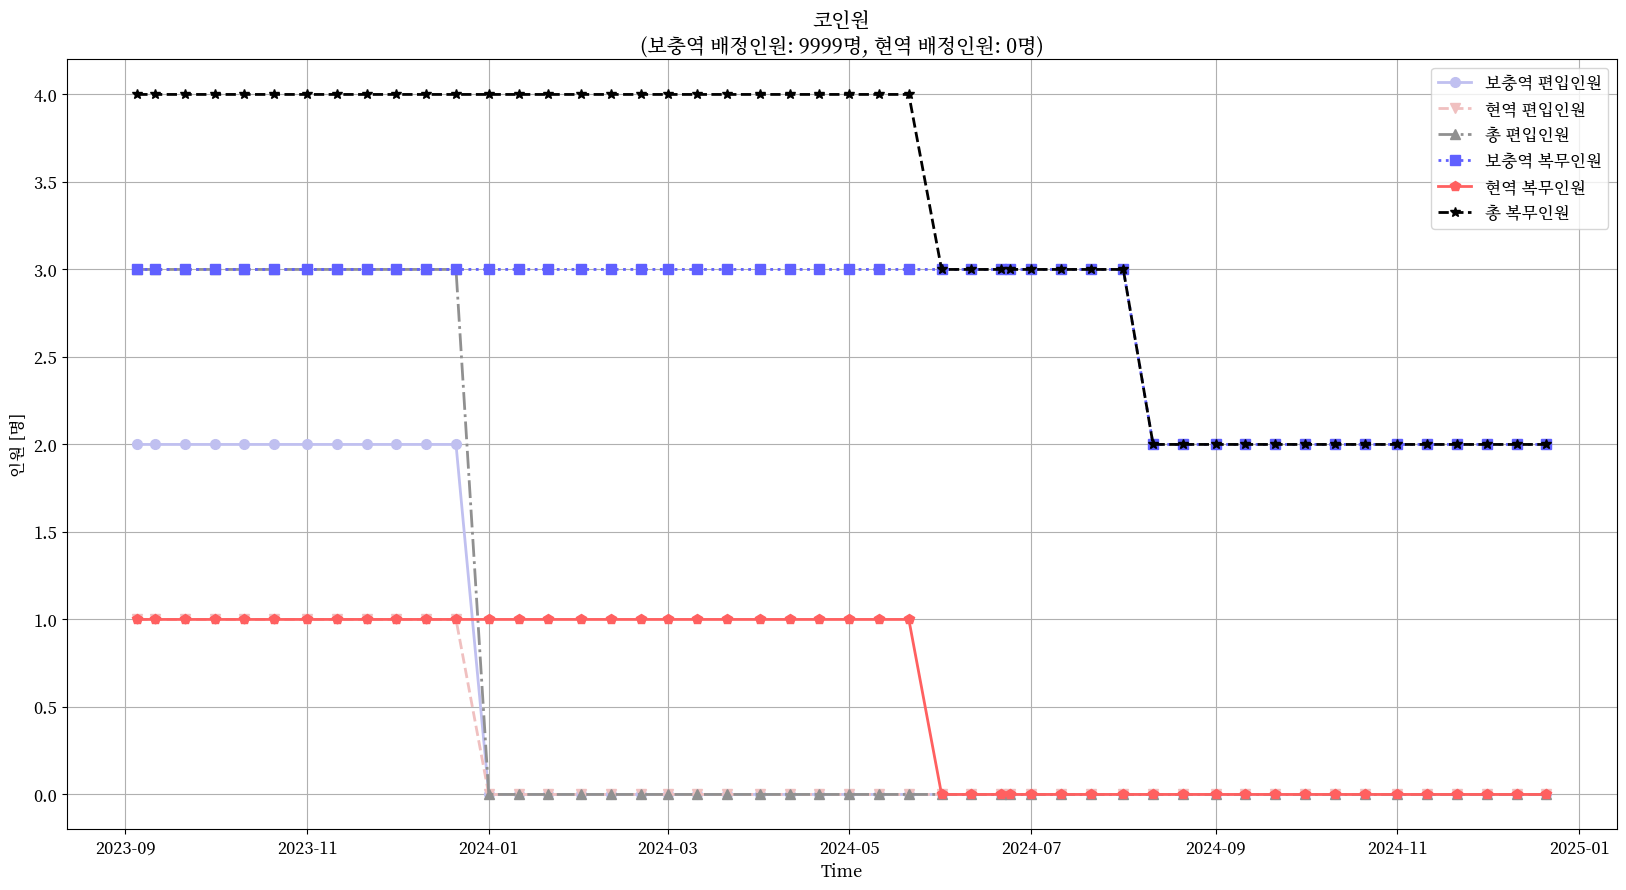 코인원
(보충역 배정인원: 9999명, 현역 배정인원: 0명)
보충역 편입인원
현역 편입인원
총 편입인원
보충역 복무인원
현역 복무인원
총 복무인원
4.0
3.5
3.0
2.5
2.0
1.5
1.0
0.5
0.0
인원 [명]
2023-09 2023-11 2024-01 2024-03 2024-05 2024-07 2024-09 2024-11 2025-01
Time